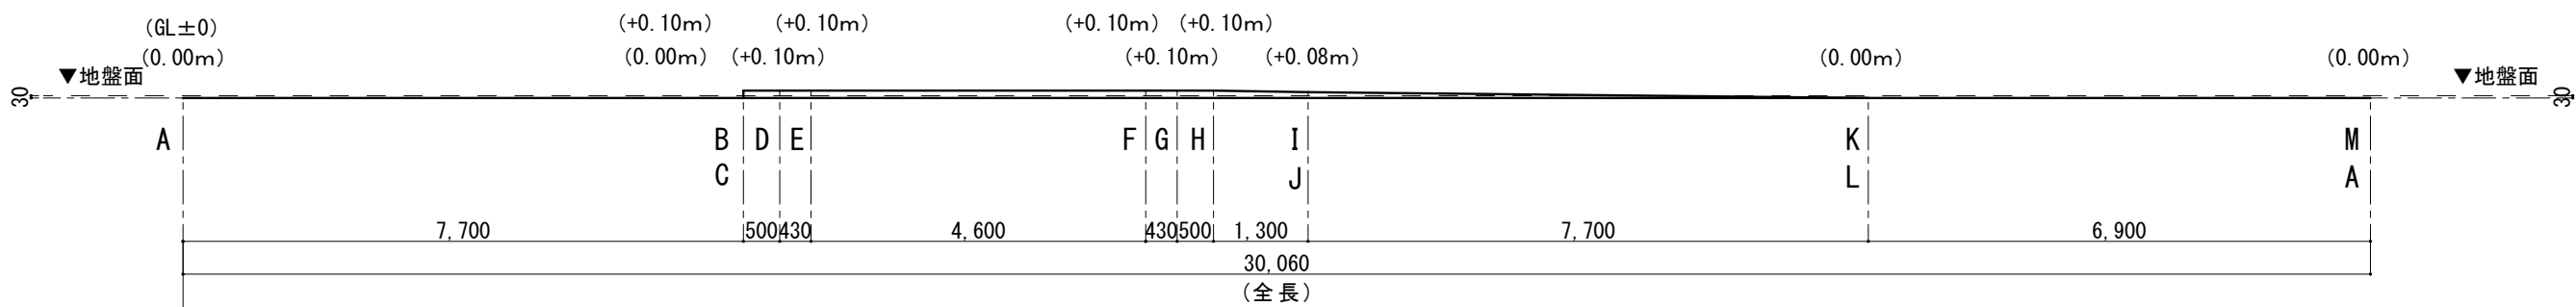 (+0.10m) (+0.10m) (+0.10m) (+0.10m)
(GL±0)
(0.00m) (0.00m) (+0.10m) (+0.10m) (+0.08m) (0.00m) (0.00m)
▼地盤面 ▼地盤面
30 30
A B D E F G H I K M
C J L A
7,700 500 430 4,600 430 500 1,300 7,700 6,900
30,060
(全長)